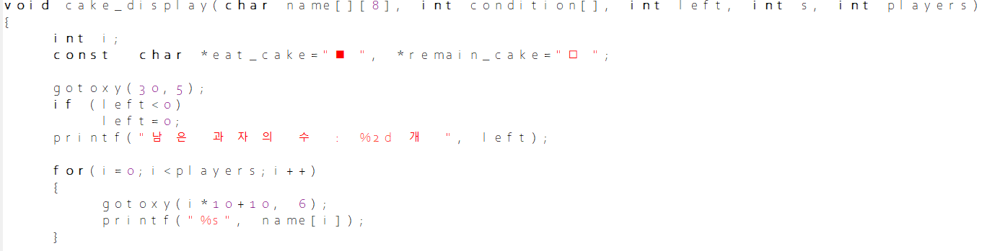 void cake_display(char name[][8], int condition[], int left, int s, int players)
{
int i;
const char *eat_cake="■ ", *remain_cake="□ ";
gotoxy(30,5);
if (left<0)
left=0;
printf("남은 과자의 수 : %2d개 ", left);
for(i=0;i<players;i++)
{
gotoxy(i*10+10, 6);
printf("%s", name[i]);
}